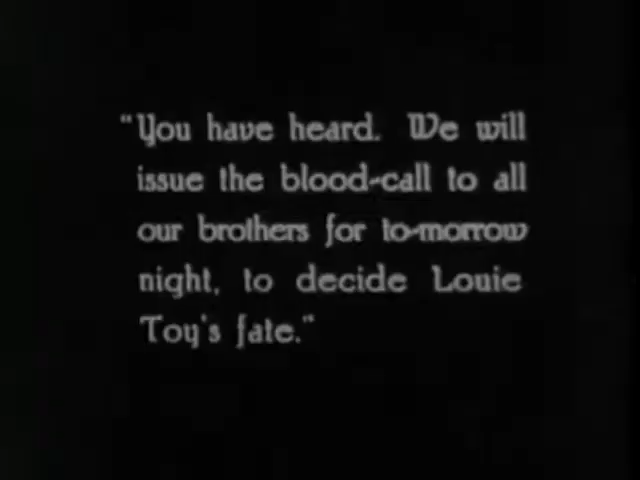 "You have heard. We will
issue the blood-call to all
our brothers for to-morrow
night, to decide Louie
Toy's fate."